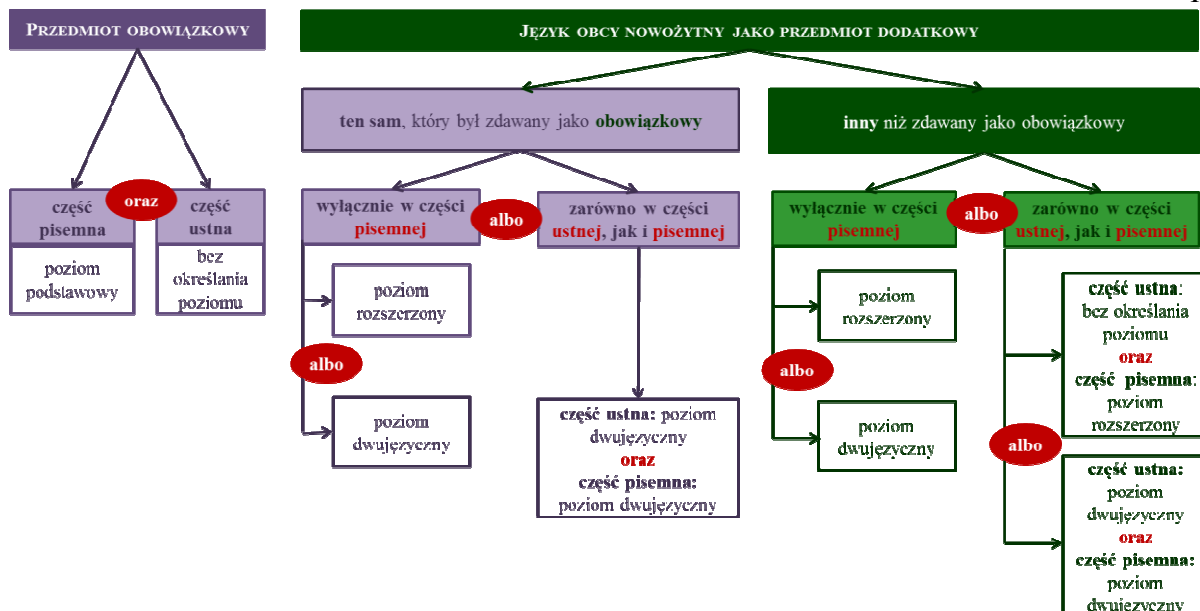 PRZEDMIOT OBOWIĄZKOWY
JĘZYK OBCY NOWOŻYTNY JAKO PRZEDMIOT DODATKOWY
ten sam, który był zdawany jako obowiązkowy
inny niż zdawany jako obowiązkowy
część
pisemna
oraz
część
ustna
poziom
podstawowy
bez
określania
poziomu
wyłącznie w części
pisemnej
albo
zarówno w części
ustnej, jak i pisemnej
poziom
rozszerzony
albo
poziom
dwujęzyczny
część ustna: poziom
dwujęzyczny
oraz
część pisemna:
poziom dwujęzyczny
wyłącznie w części
pisemnej
albo
zarówno w części
ustnej, jak i pisemnej
poziom
rozszerzony
albo
poziom
dwujęzyczny
część ustna:
bez określania
poziomu
oraz
część pisemna:
poziom
rozszerzony
albo
część ustna:
poziom
dwujęzyczny
oraz
część pisemna:
poziom
dwujęzyczny